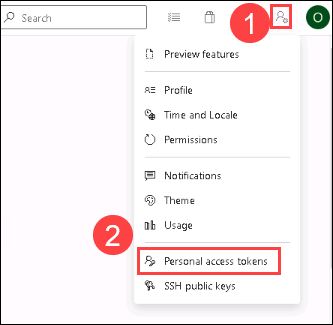 Search
1
O
Preview features
Profile
Time and Locale
Permissions
Notifications
Theme
Usage
2
Personal access tokens
SSH public keys